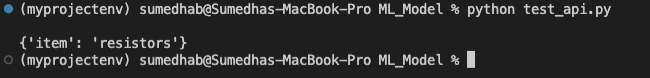 (myprojectenv) sumedhab@Sumedhas-MacBook-Pro ML_Model % python test_api.py
{'item': 'resistors'}
(myprojectenv) sumedhab@Sumedhas-MacBook-Pro ML_Model %